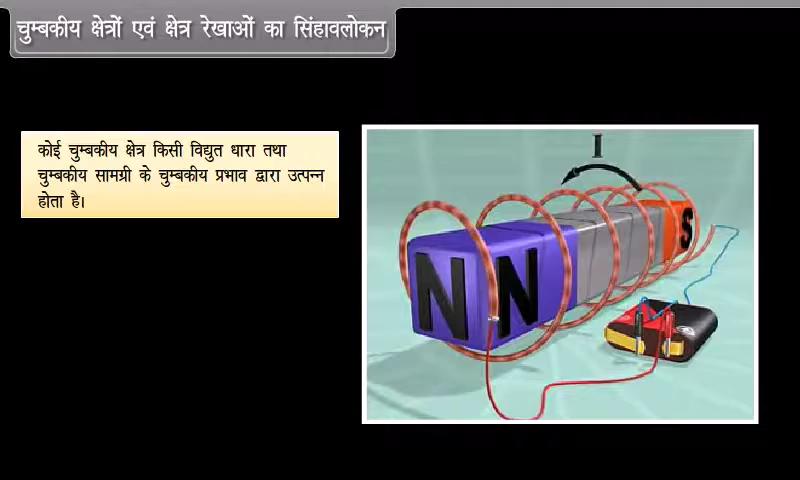 चुम्बकीय क्षेत्रों एवं क्षेत्र रेखाओं का सिंहावलोकन
कोई चुम्बकीय क्षेत्र किसी विद्युत धारा तथा
चुम्बकीय सामग्री के चुम्बकीय प्रभाव द्वारा उत्पन्न
होता है।
I
N N S